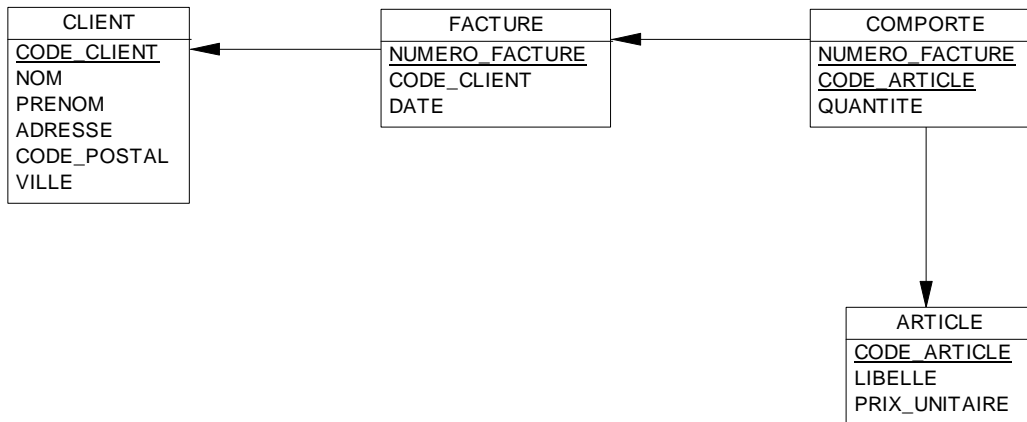 CLIENT
CODE_CLIENT
NOM
PRENOM
ADRESSE
CODE_POSTAL
VILLE
FACTURE
NUMERO_FACTURE
CODE_CLIENT
DATE
COMPORTE
NUMERO_FACTURE
CODE_ARTICLE
QUANTITE
ARTICLE
CODE_ARTICLE
LIBELLE
PRIX_UNITAIRE